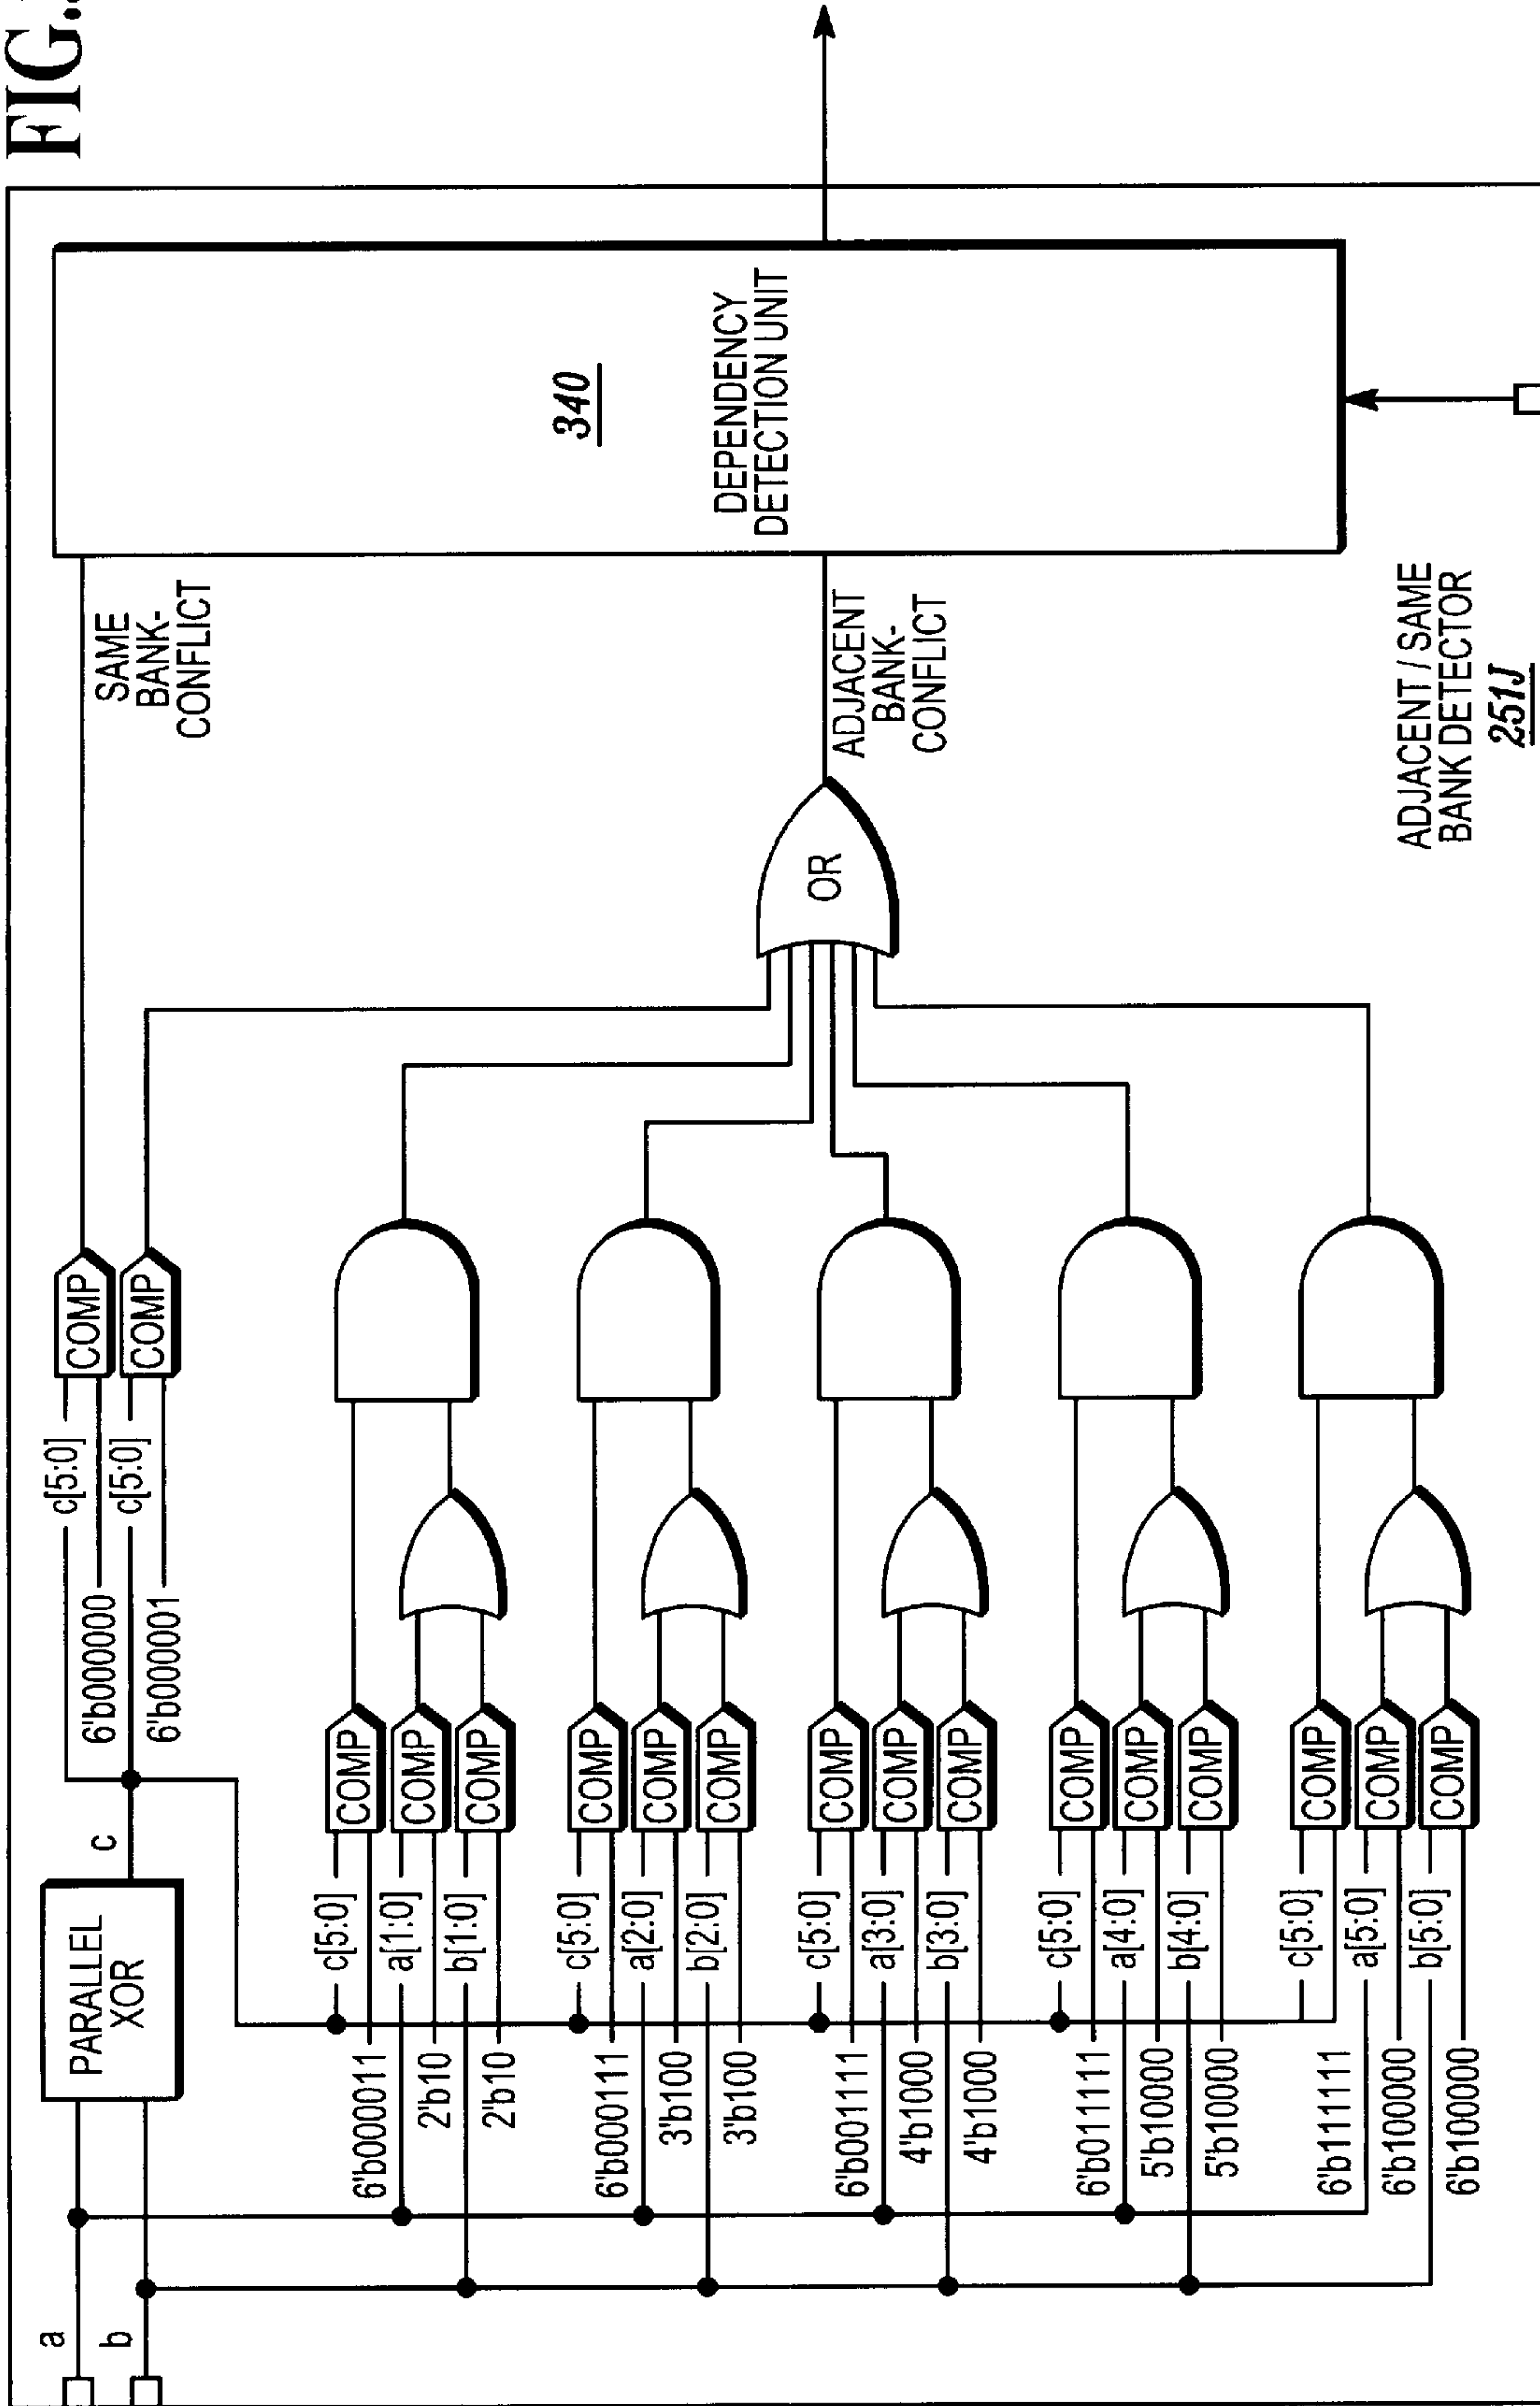 FIG.
a
b
PARALLEL
XOR
c
c[5:0]
6'b000000
c[5:0]
6'b000001
COMP
COMP
SAME
BANK-
CONFLICT
c[5:0]
6'b000011
a[1:0]
2'b10
b[1:0]
2'b10
COMP
COMP
COMP
c[5:0]
6'b000111
a[2:0]
3'b100
b[2:0]
3'b100
COMP
COMP
COMP
c[5:0]
6'b001111
a[3:0]
4'b1000
b[3:0]
4'b1000
COMP
COMP
COMP
c[5:0]
6'b011111
a[4:0]
5'b10000
b[4:0]
5'b10000
COMP
COMP
COMP
c[5:0]
6'b111111
a[5:0]
6'b100000
b[5:0]
6'b100000
COMP
COMP
COMP
OR
ADJACENT
BANK-
CONFLICT
340
DEPENDENCY
DETECTION UNIT
ADJACENT / SAME
BANK DETECTOR
251J